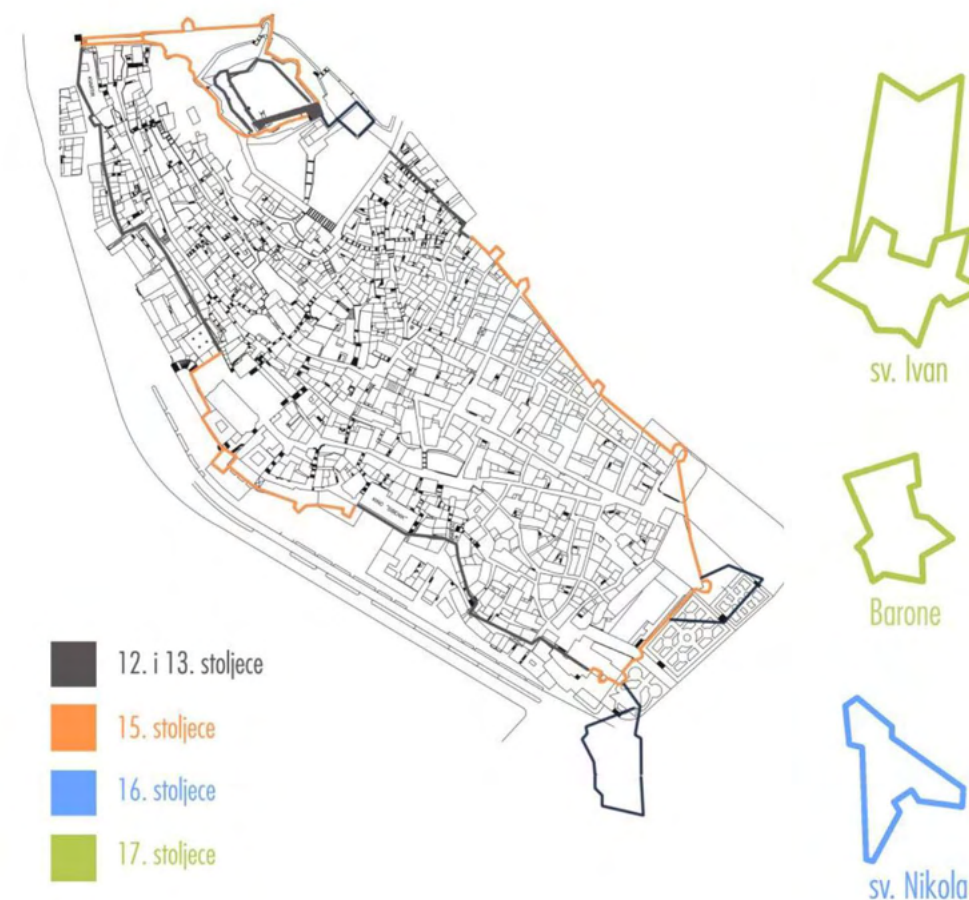 12. i 13. stoljece
15. stoljece
16. stoljece
17. stoljece
sv. Ivan
Barone
sv. Nikola